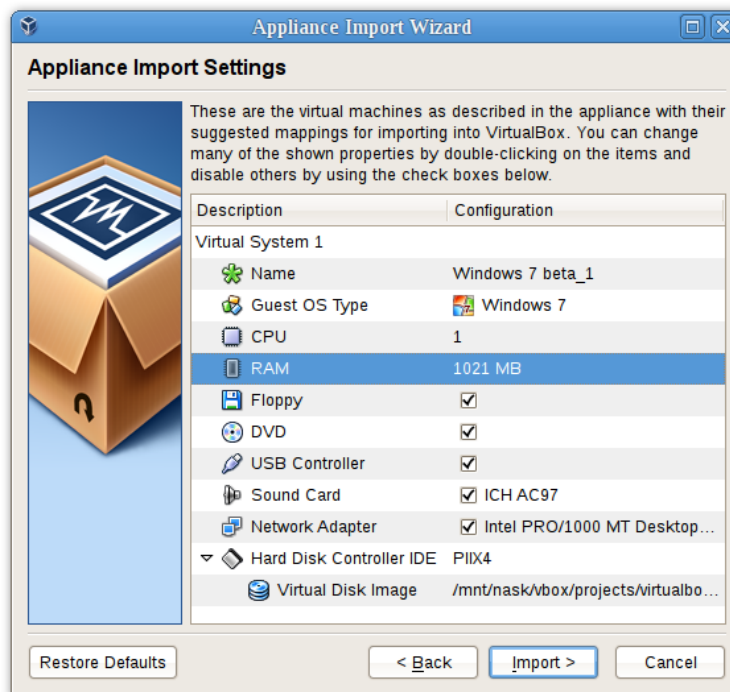 Appliance Import Wizard
Appliance Import Settings
These are the virtual machines as described in the appliance with their
suggested mappings for importing into VirtualBox. You can change
many of the shown properties by double-clicking on the items and
disable others by using the check boxes below.
Description Configuration
Virtual System 1
Name Windows 7 beta_1
Guest OS Type Windows 7
CPU 1
RAM 1021 MB
Floppy
DVD
USB Controller
Sound Card ICH AC97
Network Adapter Intel PRO/1000 MT Desktop...
Hard Disk Controller IDE PIIX4
Virtual Disk Image /mnt/nask/vbox/projects/virtualbo...
Restore Defaults < Back Import > Cancel